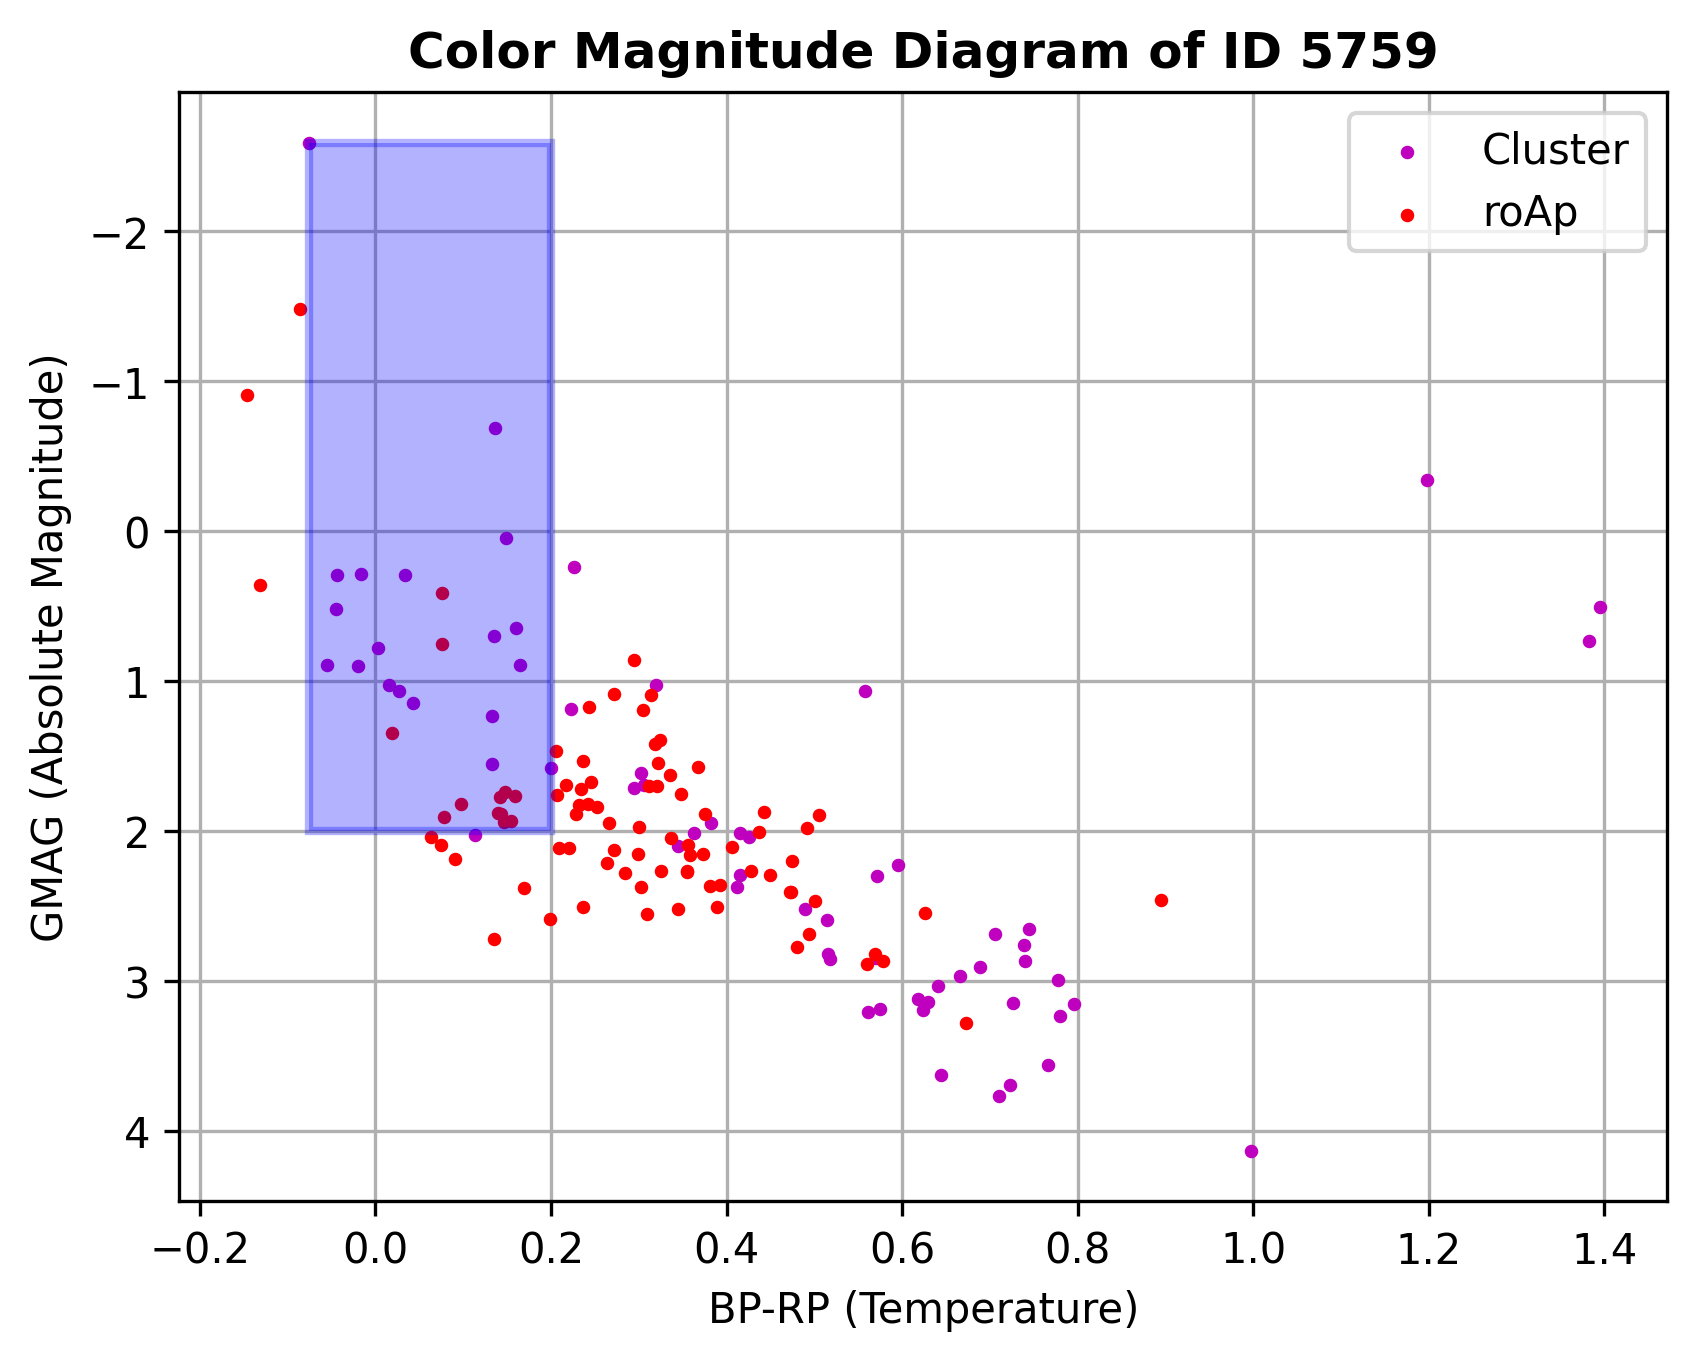 Color Magnitude Diagram of ID 5759
Cluster
roAp
GMAG (Absolute Magnitude)
−2
−1
0
1
2
3
4
−0.2 0.0 0.2 0.4 0.6 0.8 1.0 1.2 1.4
BP-RP (Temperature)